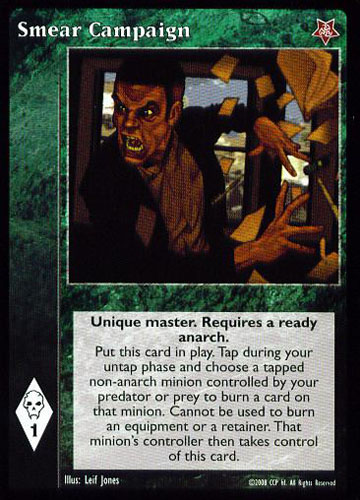 Smear Campaign
Unique master. Requires a ready
anarch.
Put this card in play. Tap during your
untap phase and choose a tapped
non-anarch minion controlled by your
predator or prey to burn a card on
that minion. Cannot be used to burn
an equipment or a retainer. That
minion's controller then takes control
of this card.
1
Illus: Leif Jones
©2008 CCP hf. All Rights Reserved